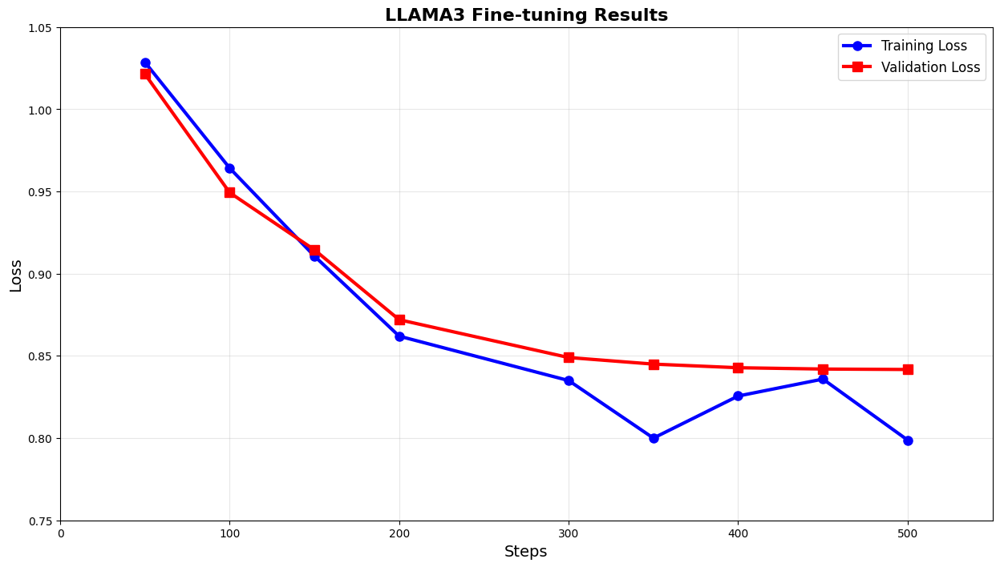 LLAMA3 Fine-tuning Results
Training Loss
Validation Loss
Loss
1.05
1.00
0.95
0.90
0.85
0.80
0.75
0 100 200 300 400 500
Steps